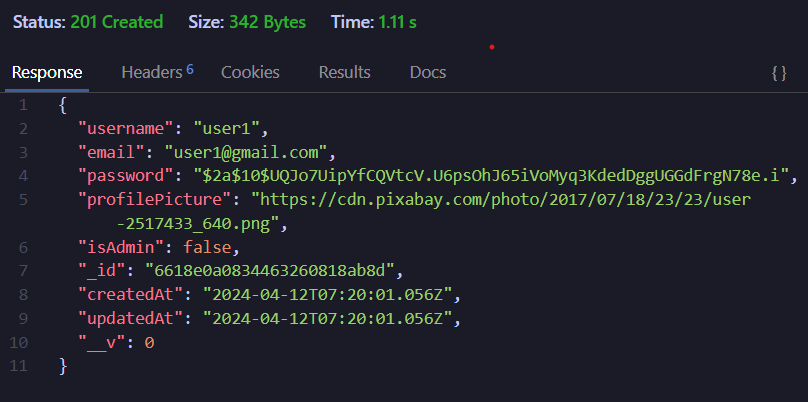 Status: 201 Created Size: 342 Bytes Time: 1.11 s
Response Headers 6 Cookies Results Docs { }
1 {
2 "username": "user1",
3 "email": "user1@gmail.com",
4 "password": "$2a$10$UQJo7UipYfCQVtcV.U6psOhJ65iVoMyq3KdedDggUGGdFrgN78e.i",
5 "profilePicture": "https://cdn.pixabay.com/photo/2017/07/18/23/23/user
-2517433_640.png",
6 "isAdmin": false,
7 "_id": "6618e0a0834463260818ab8d",
8 "createdAt": "2024-04-12T07:20:01.056Z",
9 "updatedAt": "2024-04-12T07:20:01.056Z",
10 "__v": 0
11 }